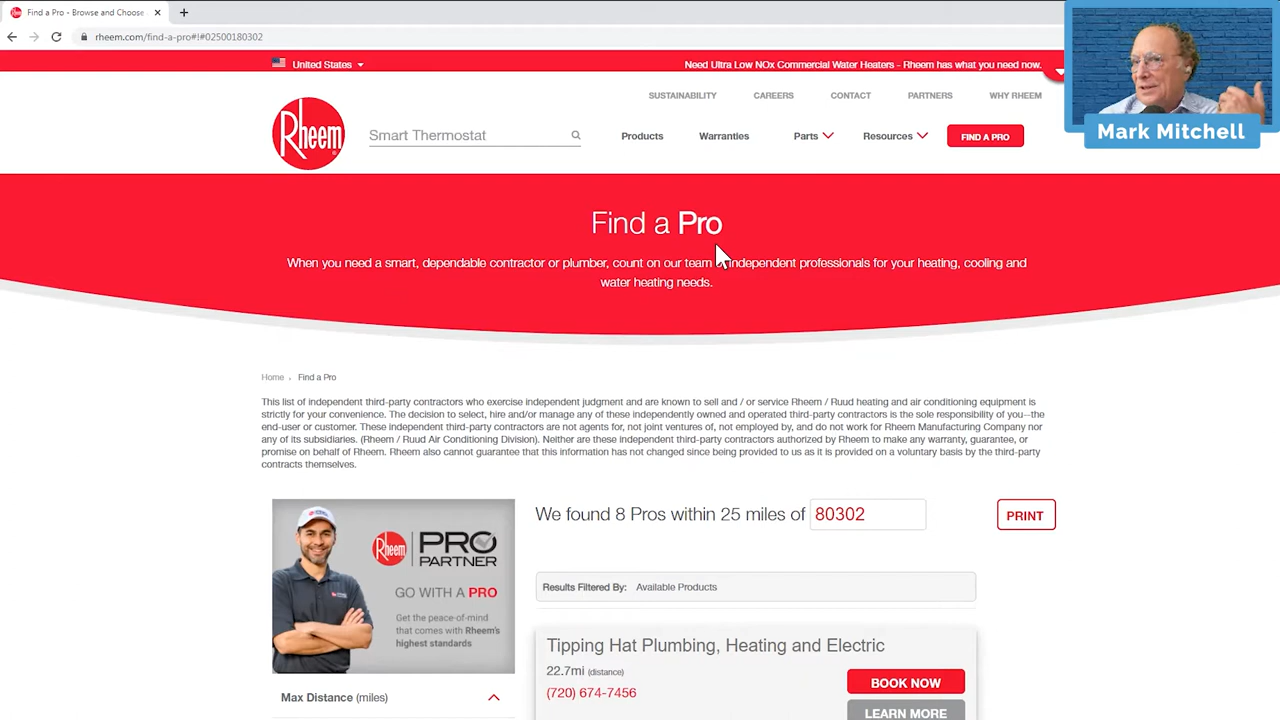 Find a Pro - Browse and Choose
rheem.com/find-a-pro#!#02500180302
United States
Need Ultra Low NOx Commercial Water Heaters - Rheem has what you need now.
SUSTAINABILITY CAREERS CONTACT PARTNERS WHY RHEEM
Mark Mitchell
Rheem
Smart Thermostat
Products Warranties Parts Resources FIND A PRO
Find a Pro
When you need a smart, dependable contractor or plumber, count on our team independent professionals for your heating, cooling and
water heating needs.
Home › Find a Pro
This list of independent third-party contractors who exercise independent judgment and are known to sell and / or service Rheem / Ruud heating and air conditioning equipment is
strictly for your convenience. The decision to select, hire and/or manage any of these independently owned and operated third-party contractors is the sole responsibility of you--the
end-user or customer. These independent third-party contractors are not agents for, not joint ventures of, not employed by, and do not work for Rheem Manufacturing Company nor
any of its subsidiaries. (Rheem / Ruud Air Conditioning Division). Neither are these independent third-party contractors authorized by Rheem to make any warranty, guarantee, or
promise on behalf of Rheem. Rheem also cannot guarantee that this information has not changed since being provided to us as it is provided on a voluntary basis by the third-party
contracts themselves.
Rheem PRO
PARTNER
GO WITH A PRO
Get the peace-of-mind
that comes with Rheem's
highest standards
Max Distance (miles)
We found 8 Pros within 25 miles of 80302
PRINT
Results Filtered By: Available Products
Tipping Hat Plumbing, Heating and Electric
22.7mi (distance)
(720) 674-7456
BOOK NOW
LEARN MORE